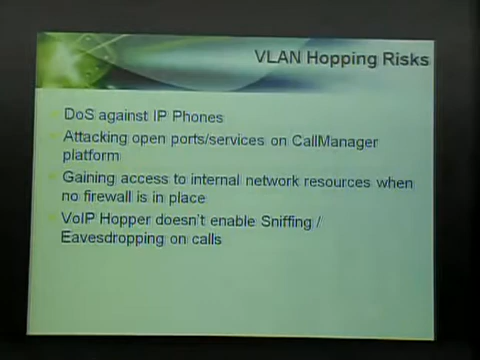 VLAN Hopping Risks
DoS against IP Phones
Attacking open ports/services on CallManager
platform
Gaining access to internal network resources when
no firewall is in place
VoIP Hopper doesn't enable Sniffing /
Eavesdropping on calls